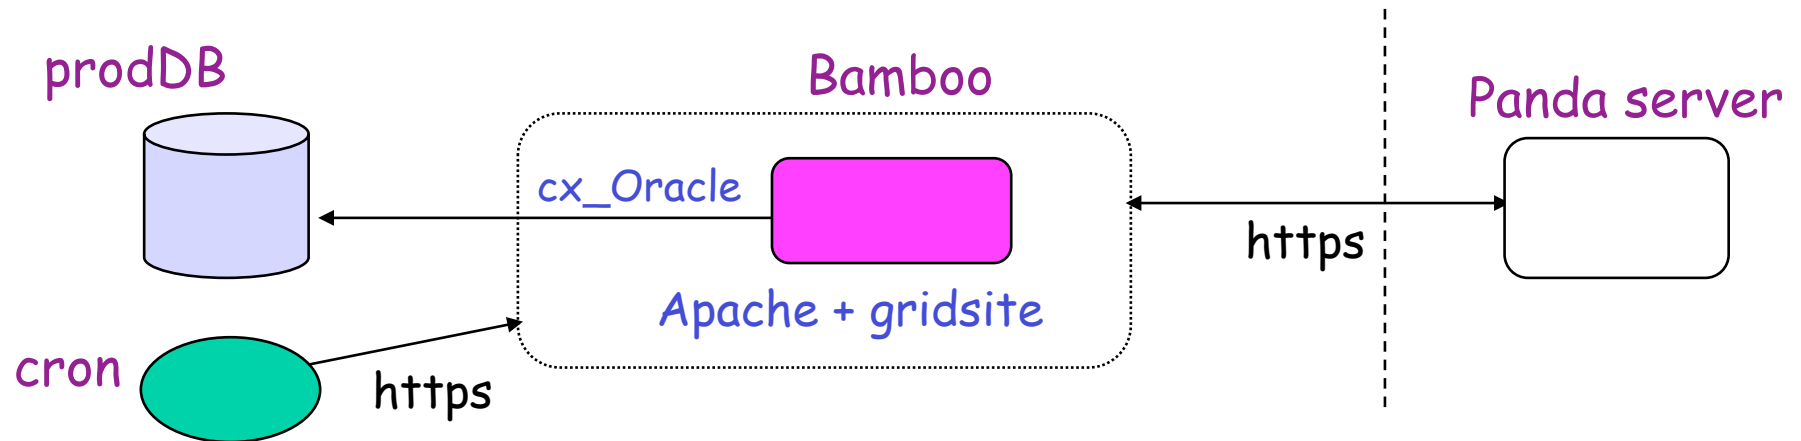 prodDB
Bamboo
Panda server
cx_Oracle
https
Apache + gridsite
cron
https